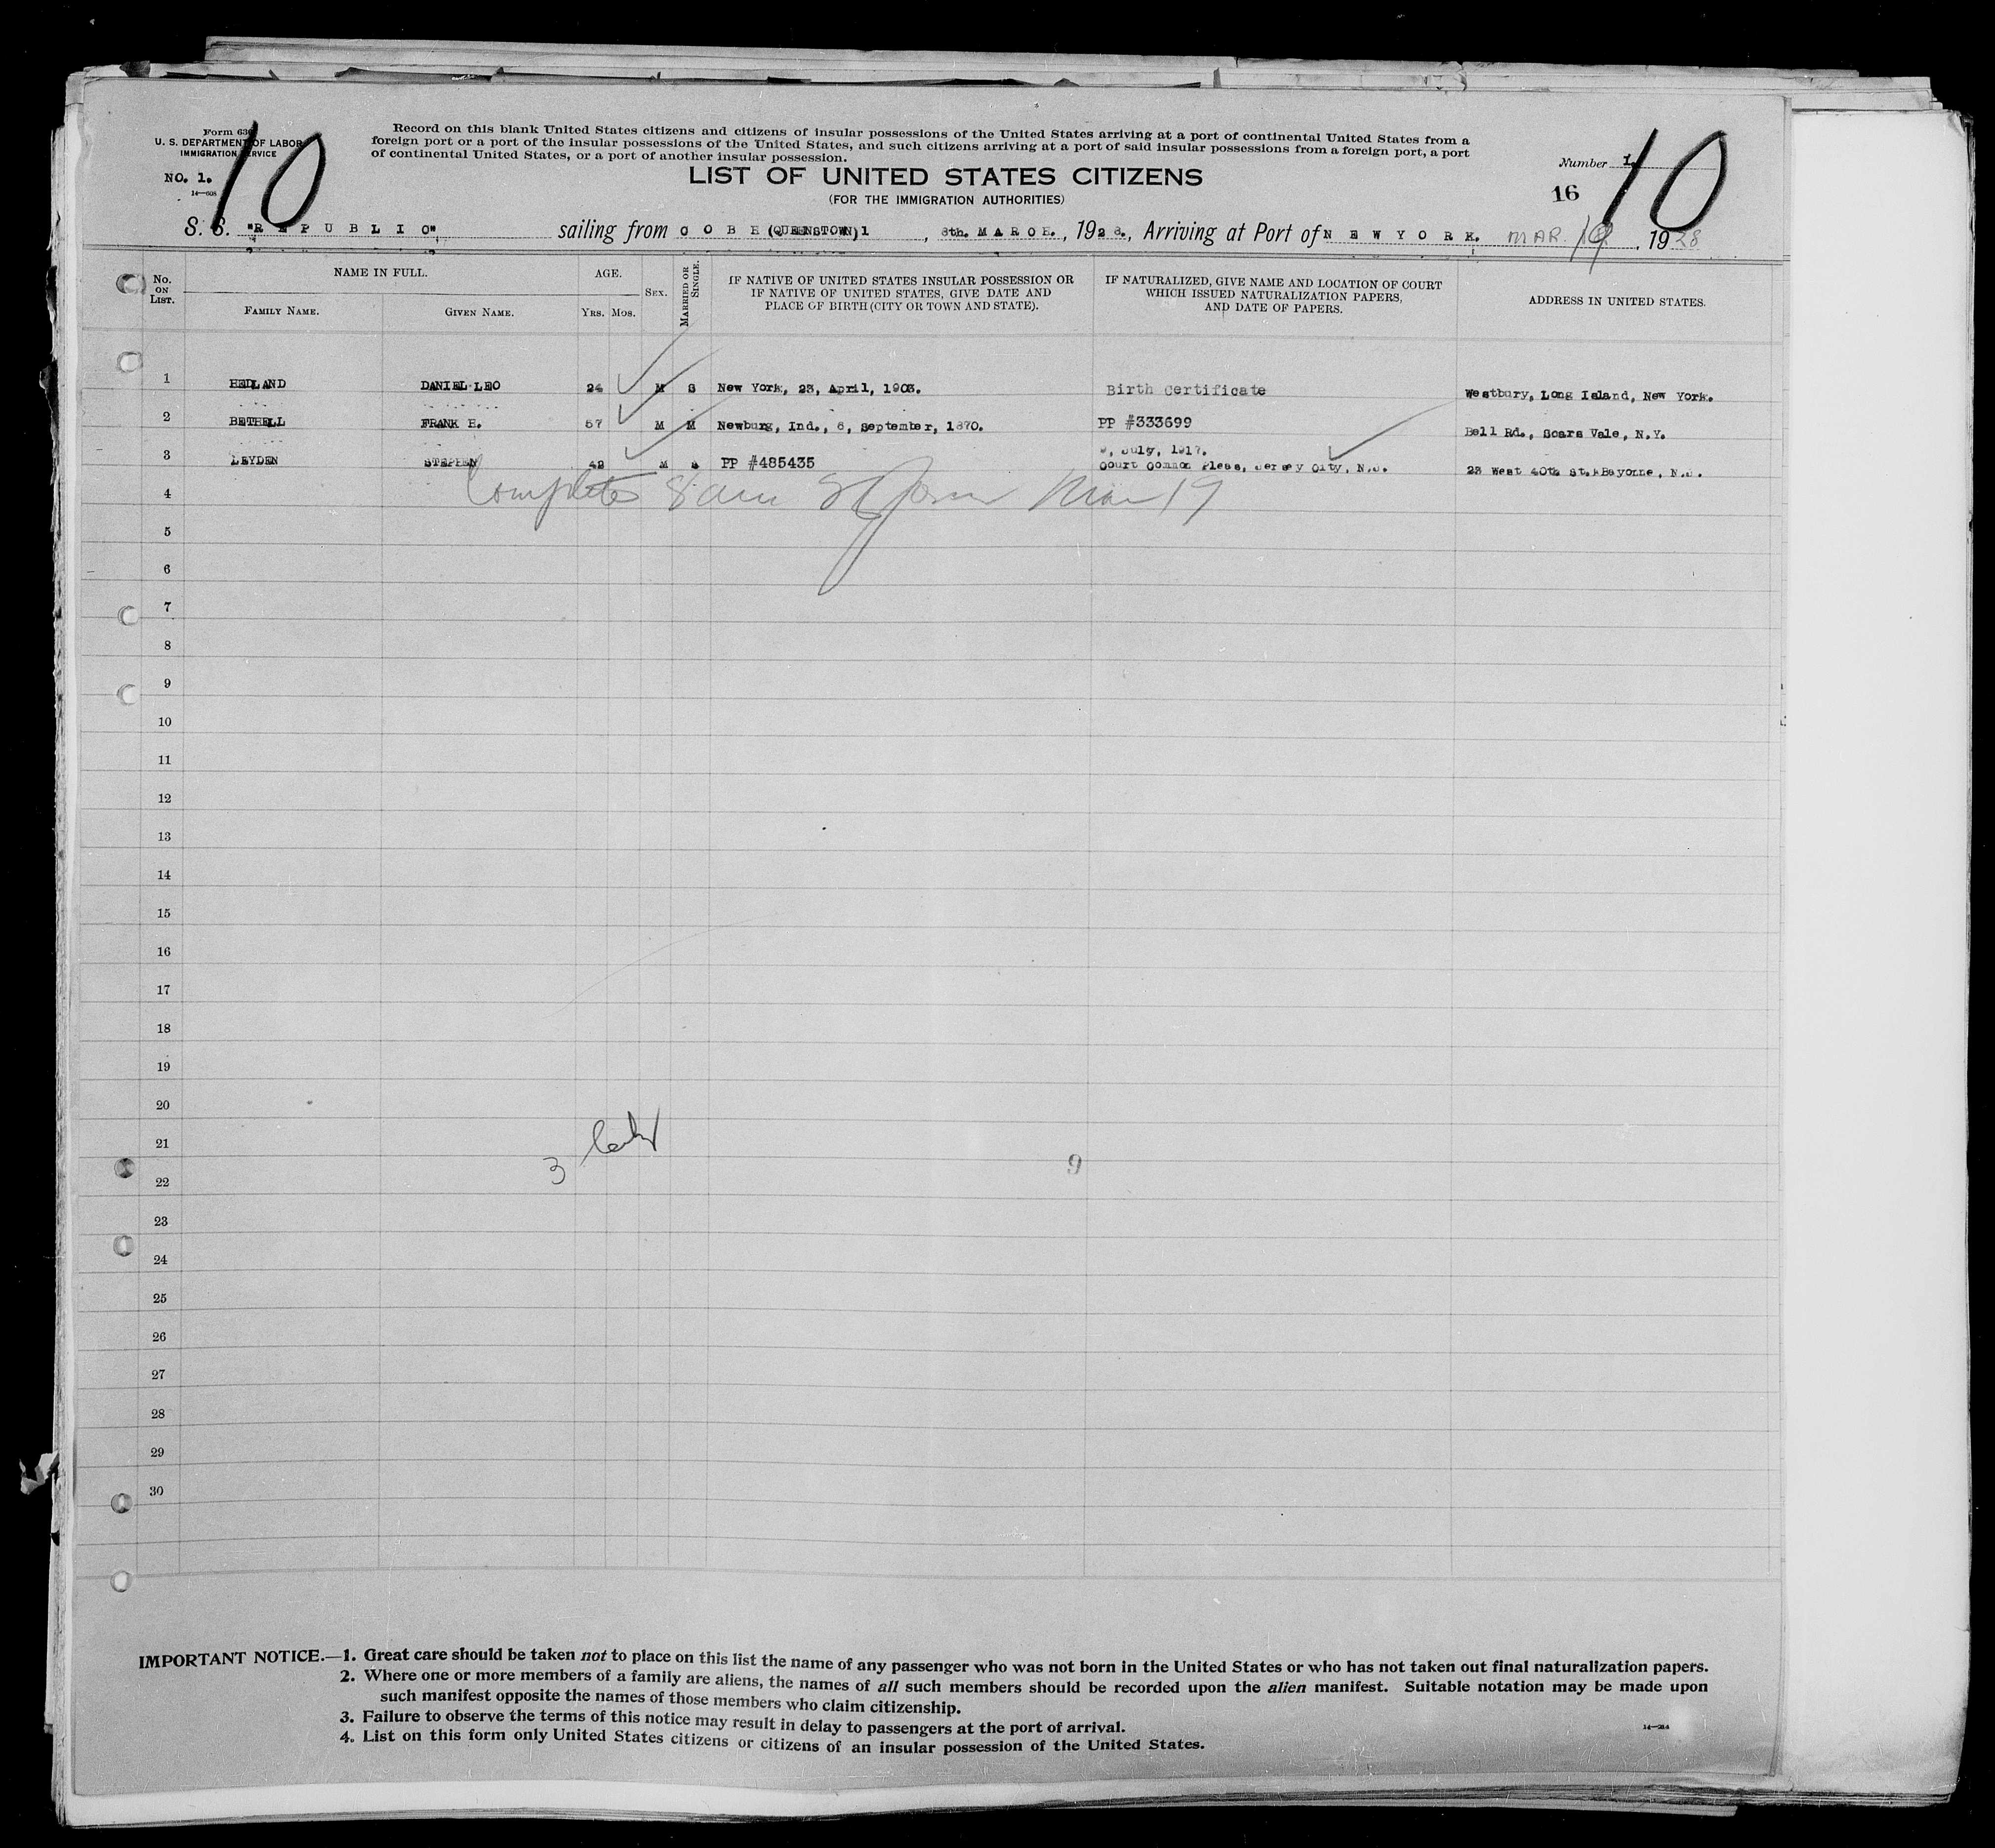 Form 630
U. S. DEPARTMENT OF LABOR
IMMIGRATION SERVICE
NO. 1.
14—608
10
Record on this blank United States citizens and citizens of insular possessions of the United States arriving at a port of continental United States from a
foreign port or a port of the insular possessions of the United States, and such citizens arriving at a port of said insular possessions from a foreign port, a port
of continental United States, or a port of another insular possession.
LIST OF UNITED STATES CITIZENS
(FOR THE IMMIGRATION AUTHORITIES)
Number 1
16
10
S. S. "REPUBLIC" sailing from COBH (QUEENSTOWN), 8th. MARCH., 1928., Arriving at Port of NEW YORK. MAR. 19, 1928
No. ON LIST.
NAME IN FULL.
FAMILY NAME.
GIVEN NAME.
AGE.
YRS. MOS.
SEX.
MARRIED OR SINGLE.
IF NATIVE OF UNITED STATES INSULAR POSSESSION OR
IF NATIVE OF UNITED STATES, GIVE DATE AND
PLACE OF BIRTH (CITY OR TOWN AND STATE).
IF NATURALIZED, GIVE NAME AND LOCATION OF COURT
WHICH ISSUED NATURALIZATION PAPERS,
AND DATE OF PAPERS.
ADDRESS IN UNITED STATES.
1 HEDLAND DANIEL LEO 24 M S New York, 23, April, 1903. Birth Certificate Westbury, Long Island, New York.
2 BETHELL FRANK H. 57 M M Newburg, Ind., 6, September, 1870. PP #333699 Bell Rd., Scars Vale, N.Y.
3 LEYDEN STEPHEN 42 M S PP #485435 July, 1917.
Court Common Pleas, Jersey City, N.J. 23 West 40th St. Bayonne, N.J.
Complete 8 am Mar 19
4
5
6
7
8
9
10
11
12
13
14
15
16
17
18
19
20
21
3
9
22
23
24
25
26
27
28
29
30
IMPORTANT NOTICE.—1. Great care should be taken not to place on this list the name of any passenger who was not born in the United States or who has not taken out final naturalization papers.
2. Where one or more members of a family are aliens, the names of all such members should be recorded upon the alien manifest. Suitable notation may be made upon
such manifest opposite the names of those members who claim citizenship.
3. Failure to observe the terms of this notice may result in delay to passengers at the port of arrival.
4. List on this form only United States citizens or citizens of an insular possession of the United States.